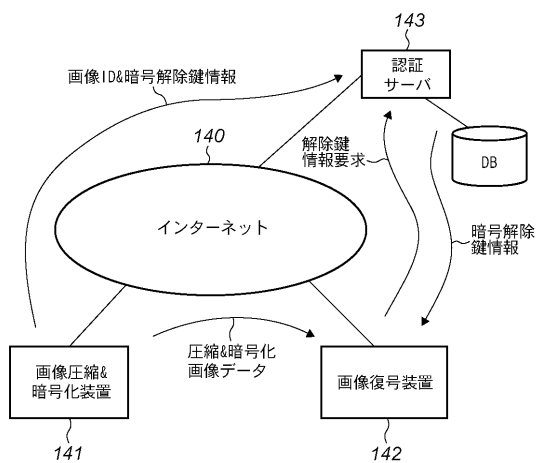 143
認証
サーバ
画像ID&暗号解除鍵情報
140
解除鍵
情報要求
DB
インターネット
暗号解除
鍵情報
画像圧縮&
暗号化装置
圧縮&暗号化
画像データ
画像復号装置
141
142